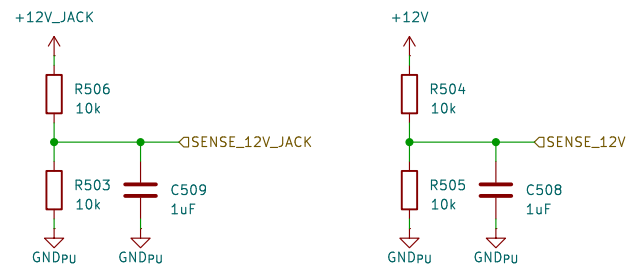 +12V_JACK
R506
10k
SENSE_12V_JACK
R503
10k
C509
1uF
GNDPU
GNDPU
+12V
R504
10k
SENSE_12V
R505
10k
C508
1uF
GNDPU
GNDPU